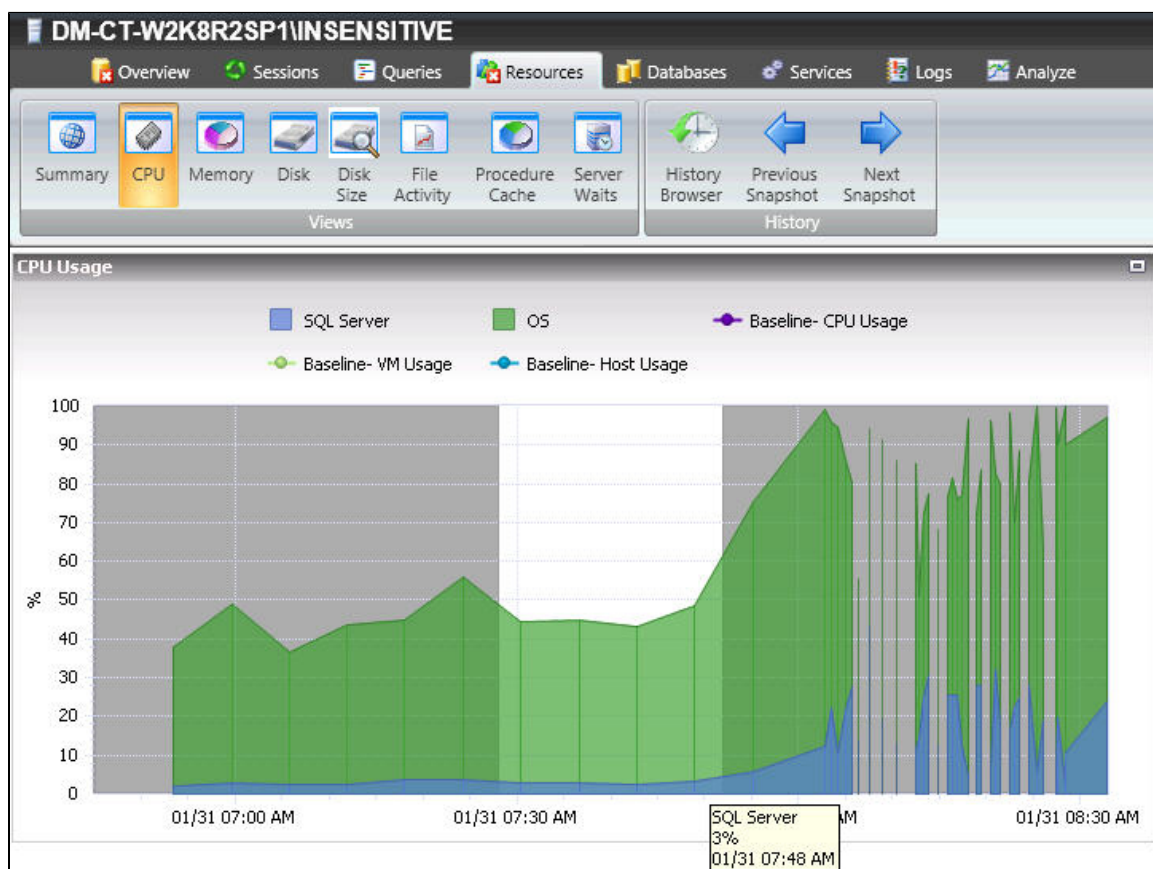 DM-CT-W2K8R2SP1\INSENSITIVE
Overview Sessions Queries Resources Databases Services Logs Analyze
Summary CPU Memory Disk Disk Size File Activity Procedure Cache Server Waits History Browser Previous Snapshot Next Snapshot
Views History
CPU Usage
SQL Server OS Baseline- CPU Usage
Baseline- VM Usage Baseline- Host Usage
100
90
80
70
60
50
40
30
20
10
0
%
01/31 07:00 AM 01/31 07:30 AM AM 01/31 08:30 AM
SQL Server
3%
01/31 07:48 AM